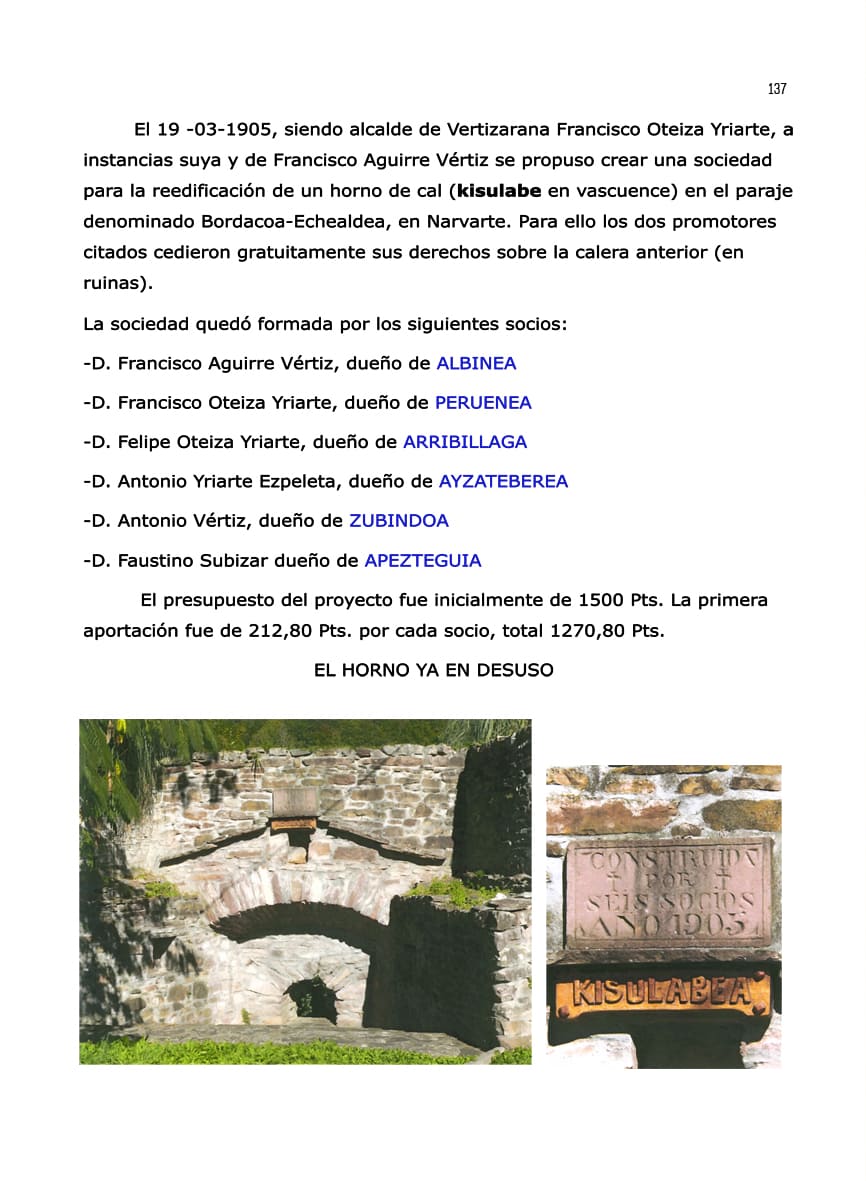 137
El 19 -03-1905, siendo alcalde de Vertizarana Francisco Oteiza Yriarte, a
instancias suya y de Francisco Aguirre Vértiz se propuso crear una sociedad
para la reedificación de un horno de cal (kisulabe en vascuence) en el paraje
denominado Bordacoa-Echealdea, en Narvarte. Para ello los dos promotores
citados cedieron gratuitamente sus derechos sobre la calera anterior (en
ruinas).
La sociedad quedó formada por los siguientes socios:
-D. Francisco Aguirre Vértiz, dueño de ALBINEA
-D. Francisco Oteiza Yriarte, dueño de PERUENEA
-D. Felipe Oteiza Yriarte, dueño de ARRIBILLAGA
-D. Antonio Yriarte Ezpeleta, dueño de AYZATEBEREA
-D. Antonio Vértiz, dueño de ZUBINDOA
-D. Faustino Subizar dueño de APEZTEGUIA
El presupuesto del proyecto fue inicialmente de 1500 Pts. La primera
aportación fue de 212,80 Pts. por cada socio, total 1270,80 Pts.
EL HORNO YA EN DESUSO
CONSTRUIDA
POR
SEIS SOCIOS
AÑO 1905
KISULABEA